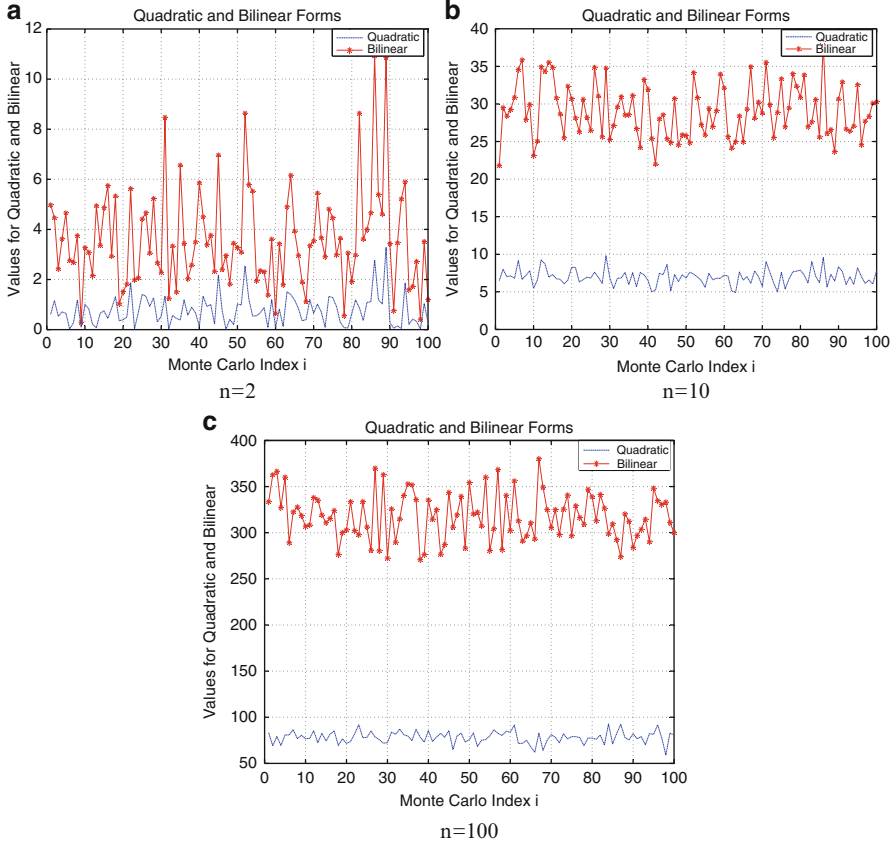 a
Quadratic and Bilinear Forms
Values for Quadratic and Bilinear
12
10
8
6
4
2
0
Quadratic
Bilinear
0 10 20 30 40 50 60 70 80 90 100
Monte Carlo Index i
n=2
b
Quadratic and Bilinear Forms
Values for Quadratic and Bilinear
40
35
30
25
20
15
10
5
0
Quadratic
Bilinear
0 10 20 30 40 50 60 70 80 90 100
Monte Carlo Index i
n=10
c
Quadratic and Bilinear Forms
Values for Quadratic and Bilinear
400
350
300
250
200
150
100
50
Quadratic
Bilinear
0 10 20 30 40 50 60 70 80 90 100
Monte Carlo Index i
n=100